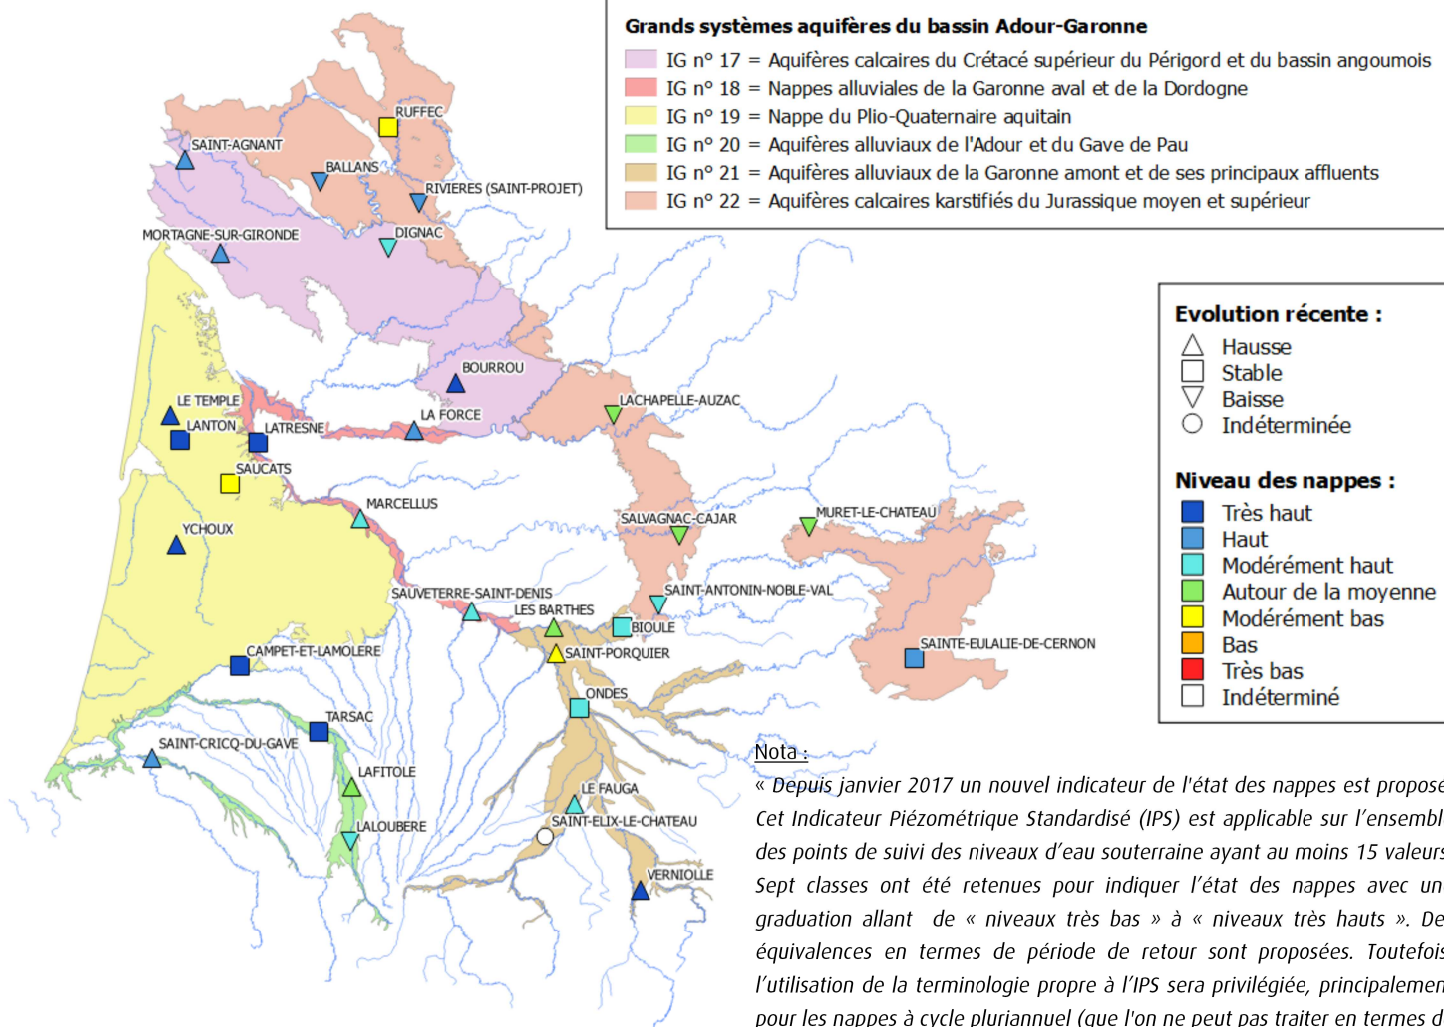 Grands systèmes aquifères du bassin Adour-Garonne
IG n° 17 = Aquifères calcaires du Crétacé supérieur du Périgord et du bassin angoumois
IG n° 18 = Nappes alluviales de la Garonne aval et de la Dordogne
IG n° 19 = Nappe du Plio-Quaternaire aquitain
IG n° 20 = Aquifères alluviaux de l'Adour et du Gave de Pau
IG n° 21 = Aquifères alluviaux de la Garonne amont et de ses principaux affluents
IG n° 22 = Aquifères calcaires karstifiés du Jurassique moyen et supérieur
RUFFEC
SAINT-AGNANT
BALLANS
RIVIERES (SAINT-PROJET)
MORTAGNE-SUR-GIRONDE
DIGNAC
BOURROU
LE TEMPLE
LACHAPELLE-AUZAC
LA FORCE
LANTON
LATRESNE
SAUCATS
MARCELLUS
YCHOUX
SALVAGNAC-CAJAR
MURET-LE-CHATEAU
SAUVETERRE-SAINT-DENIS
SAINT-ANTONIN-NOBLE-VAL
LES BARTHES
BIOULE
CAMPET-ET-LAMOLERE
SAINT-PORQUIER
SAINTE-EULALIE-DE-CERNON
ONDES
TARSAC
SAINT-CRICQ-DU-GAVE
LAFITOLE
LE FAUGA
LALOUBERE
SAINT-ELIX-LE-CHATEAU
VERNIOLLE
Evolution récente :
Hausse
Stable
Baisse
Indéterminée
Niveau des nappes :
Très haut
Haut
Modérément haut
Autour de la moyenne
Modérément bas
Bas
Très bas
Indéterminé
Nota :
« Depuis janvier 2017 un nouvel indicateur de l'état des nappes est proposé
Cet Indicateur Piézométrique Standardisé (IPS) est applicable sur l'ensembl
des points de suivi des niveaux d'eau souterraine ayant au moins 15 valeurs
Sept classes ont été retenues pour indiquer l'état des nappes avec un
graduation allant de « niveaux très bas » à « niveaux très hauts ». De
équivalences en termes de période de retour sont proposées. Toutefois
l'utilisation de la terminologie propre à l'IPS sera privilégiée, principalemen
pour les nappes à cycle pluriannuel (que l'on ne peut pas traiter en termes d